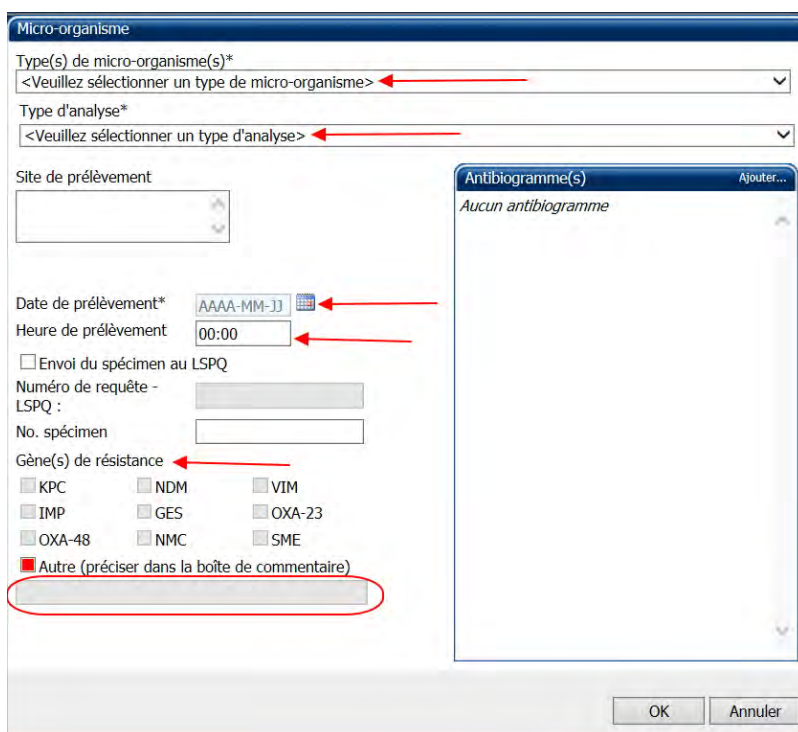 Micro-organisme
Type(s) de micro-organisme(s)*
<Veuillez sélectionner un type de micro-organisme>
Type d'analyse*
<Veuillez sélectionner un type d'analyse>
Site de prélèvement
Antibiogramme(s) Ajouter...
Aucun antibiogramme
Date de prélèvement* AAAA-MM-JJ
Heure de prélèvement 00:00
Envoi du spécimen au LSPQ
Numéro de requête -
LSPQ :
No. spécimen
Gène(s) de résistance
KPC NDM VIM
IMP GES OXA-23
OXA-48 NMC SME
Autre (préciser dans la boîte de commentaire)
OK Annuler